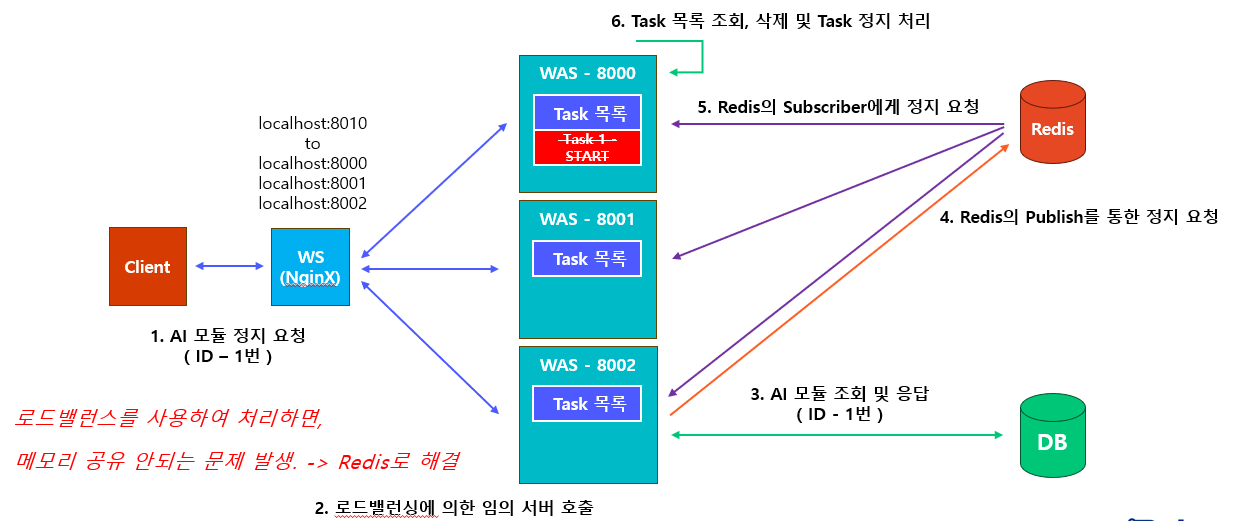 6. Task 목록 조회, 삭제 및 Task 정지 처리
WAS - 8000
Task 목록
Task 1 -
START
5. Redis의 Subscriber에게 정지 요청
Redis
localhost:8010
to
localhost:8000
localhost:8001
localhost:8002
WAS - 8001
Task 목록
4. Redis의 Publish를 통한 정지 요청
Client
WS
(NginX)
1. AI 모듈 정지 요청
( ID – 1번 )
WAS - 8002
Task 목록
3. AI 모듈 조회 및 응답
( ID - 1번 )
DB
로드밸런스를 사용하여 처리하면,
메모리 공유 안되는 문제 발생. -> Redis로 해결
2. 로드밸런싱에 의한 임의 서버 호출